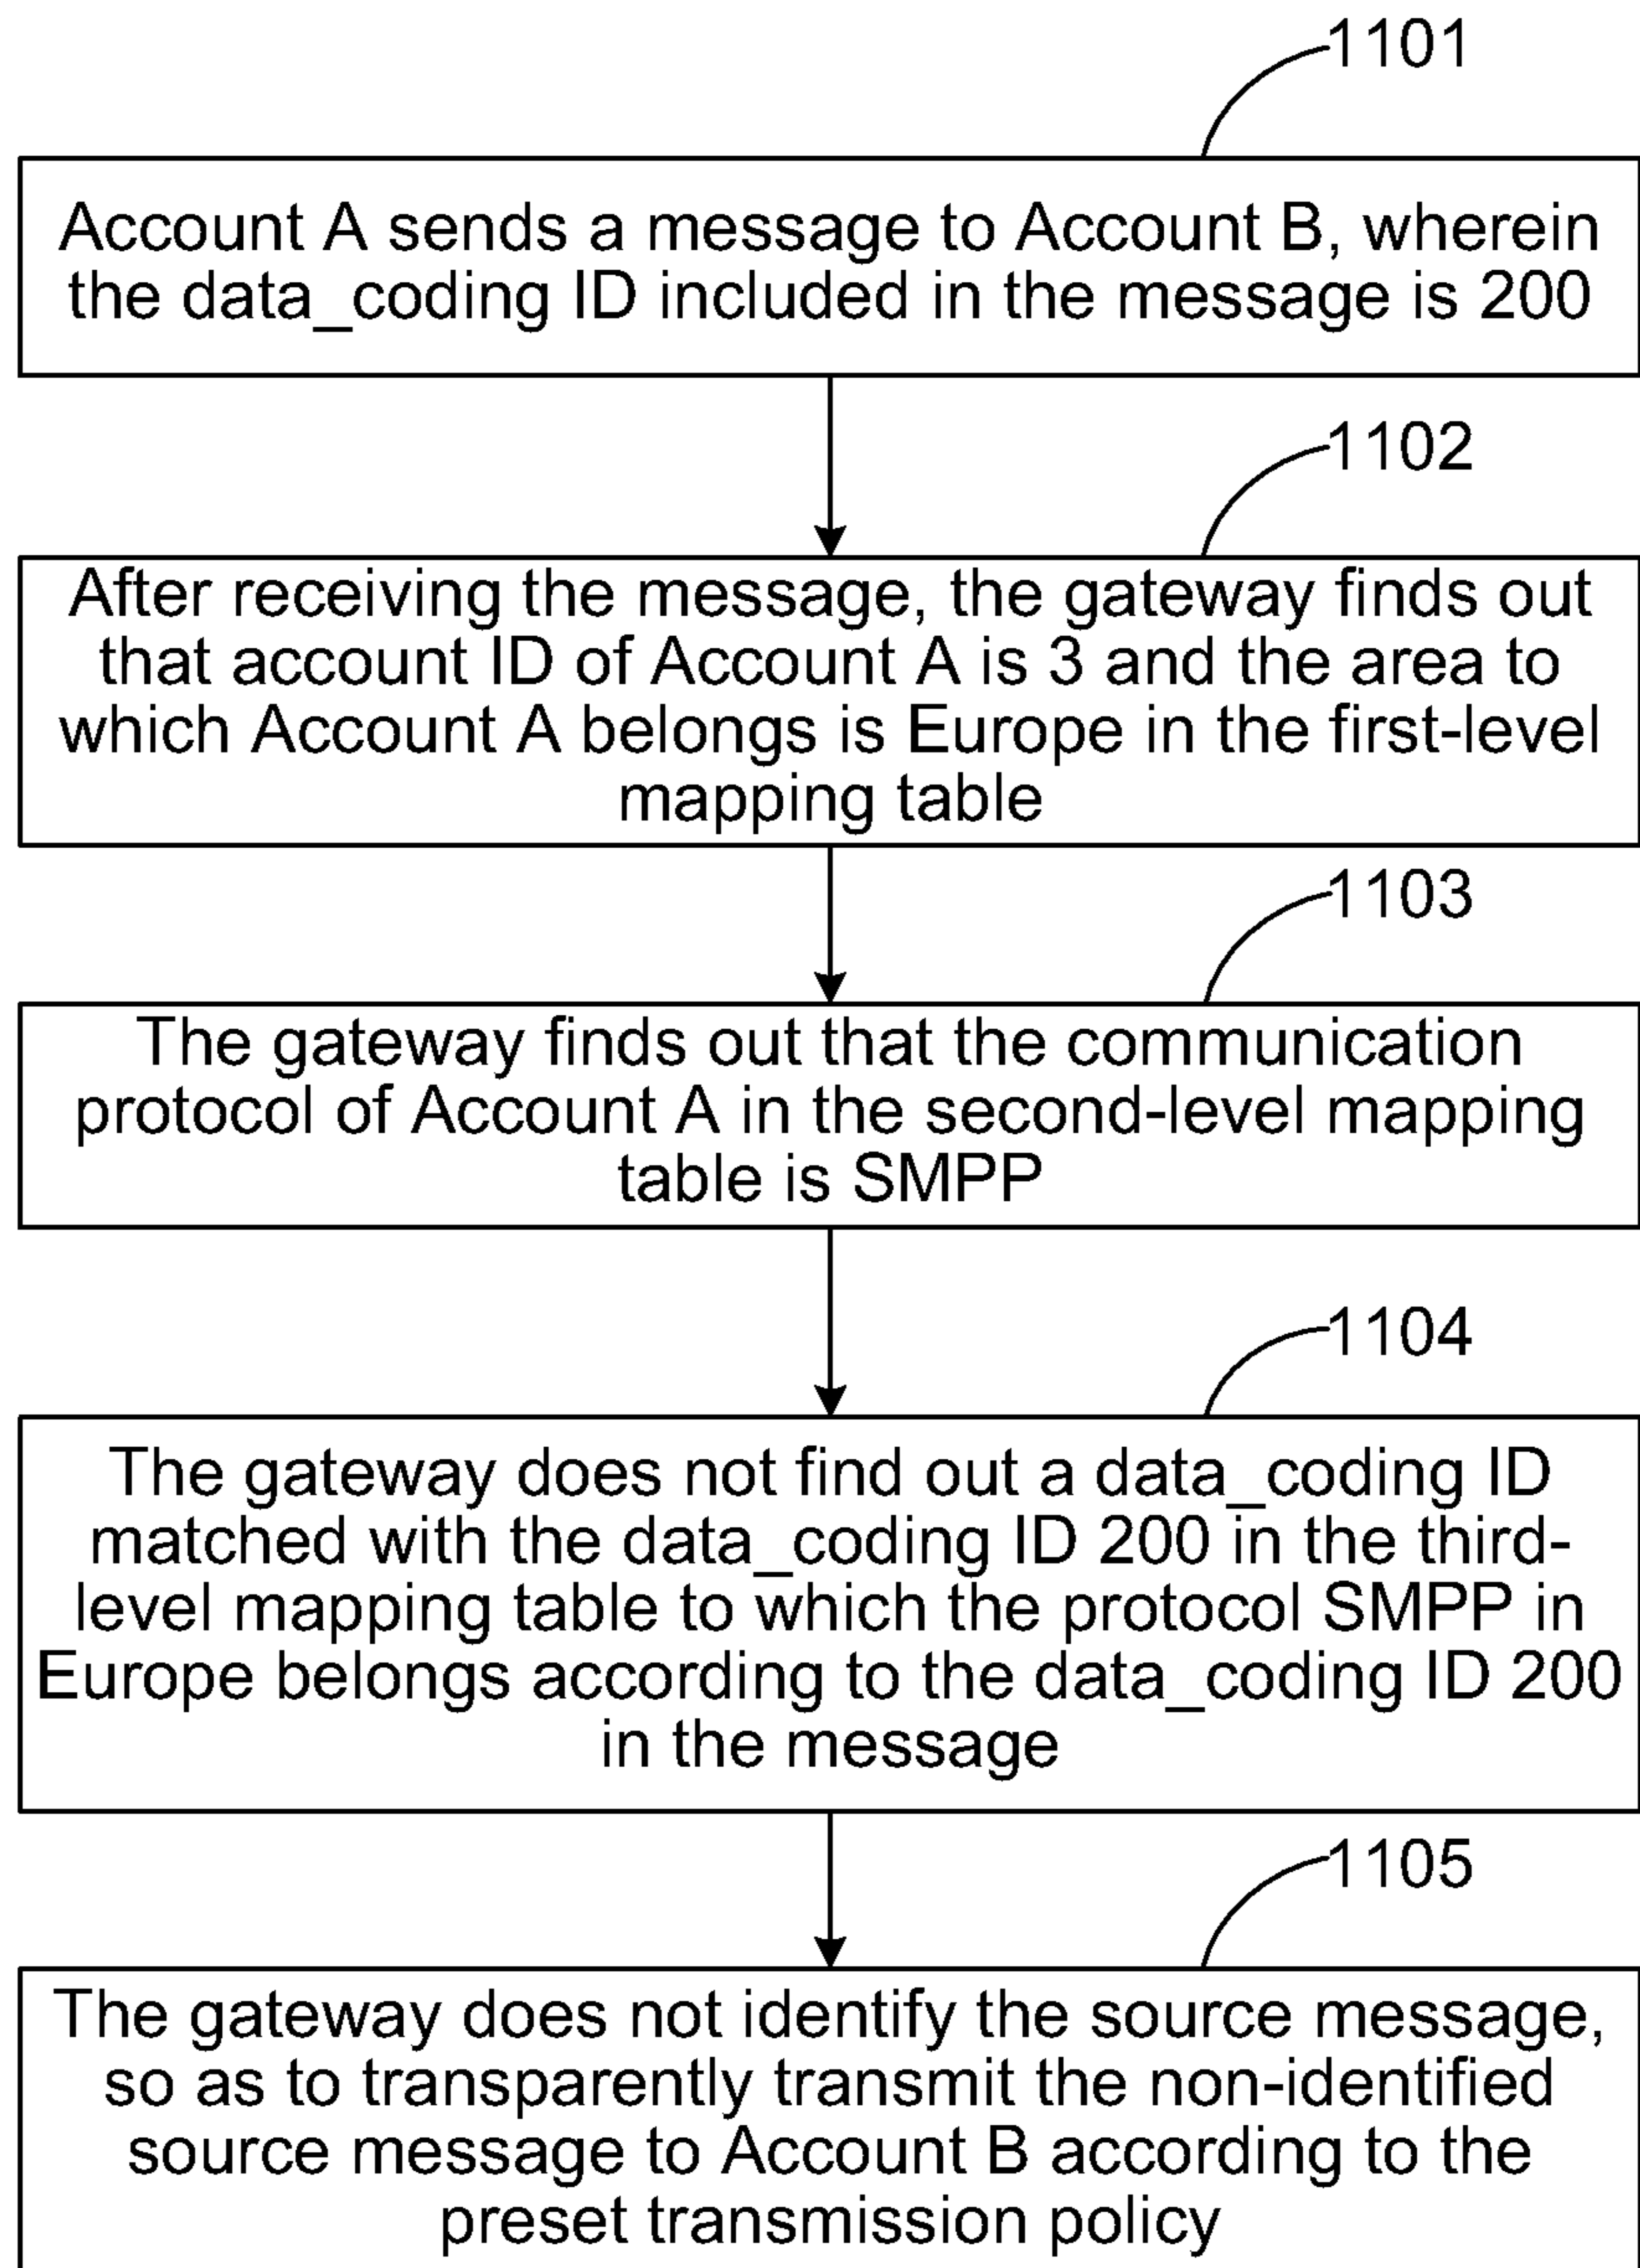 1101
Account A sends a message to Account B, wherein
the data_coding ID included in the message is 200
1102
After receiving the message, the gateway finds out
that account ID of Account A is 3 and the area to
which Account A belongs is Europe in the first-level
mapping table
1103
The gateway finds out that the communication
protocol of Account A in the second-level mapping
table is SMPP
1104
The gateway does not find out a data_coding ID
matched with the data_coding ID 200 in the third-
level mapping table to which the protocol SMPP in
Europe belongs according to the data_coding ID 200
in the message
1105
The gateway does not identify the source message,
so as to transparently transmit the non-identified
source message to Account B according to the
preset transmission policy